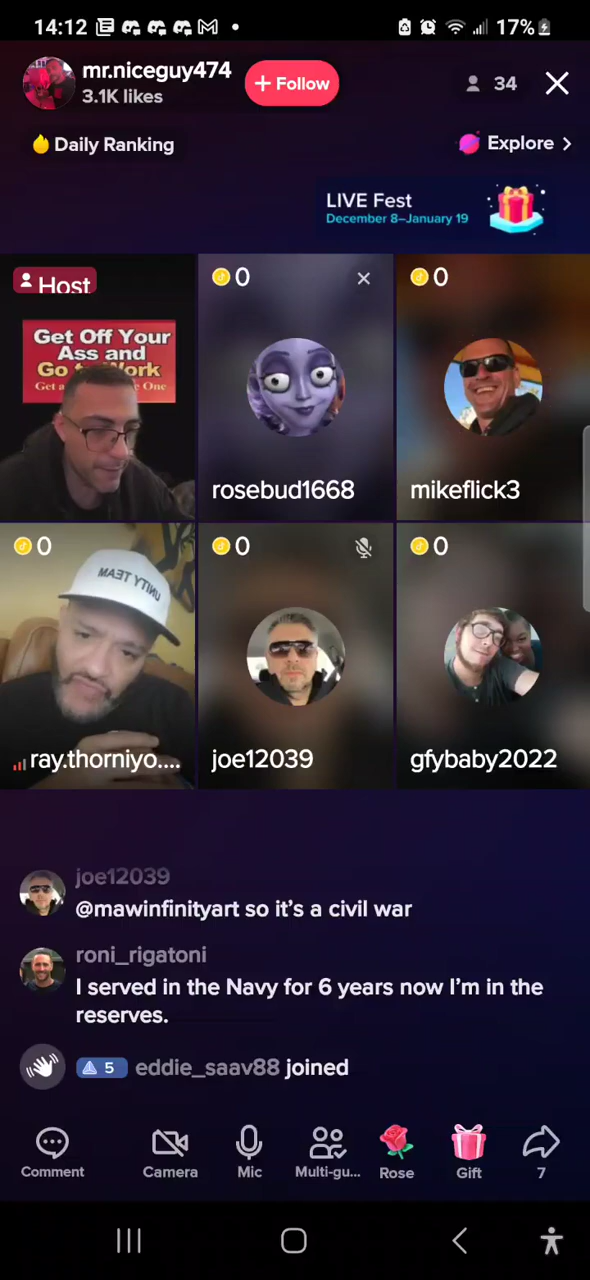 14:12
17%
mr.niceguy474
3.1K likes
+ Follow
34
Daily Ranking
Explore >
LIVE Fest
December 8–January 19
Host
Get Off Your
Ass and
Go to Work
0
rosebud1668
0
mikeflick3
0
UNITY TEAM
ray.thorniyo....
0
joe12039
0
gfybaby2022
joe12039
@mawinfinityart so it's a civil war
roni_rigatoni
I served in the Navy for 6 years now I'm in the
reserves.
5 eddie_saav88 joined
Comment
Camera
Mic
Multi-gu...
Rose
Gift
7